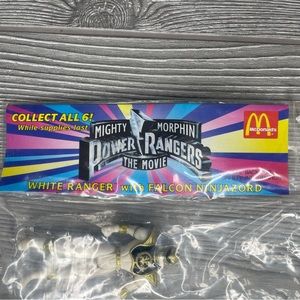 COLLECT ALL 6!
While supplies last
McDonald's
MIGHTY MORPHIN
POWER RANGERS
THE MOVIE
WHITE RANGER with FALCON NINJAZORD